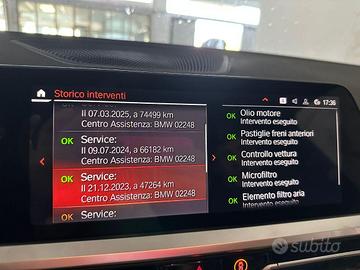 Storico interventi
17:36
Il 07.03.2025, a 74499 km
Centro Assistenza: BMW 02248
OK Service:
Il 09.07.2024, a 66182 km
Centro Assistenza: BMW 02248
OK Service:
Il 21.12.2023, a 47264 km
Centro Assistenza: BMW 02248
OK Service:
OK Olio motore
Intervento eseguito
OK Pastiglie freni anteriori
Intervento eseguito
OK Controllo vettura
Intervento eseguito
OK Microfiltro
Intervento eseguito
OK Elemento filtro aria
Intervento eseguito
subito